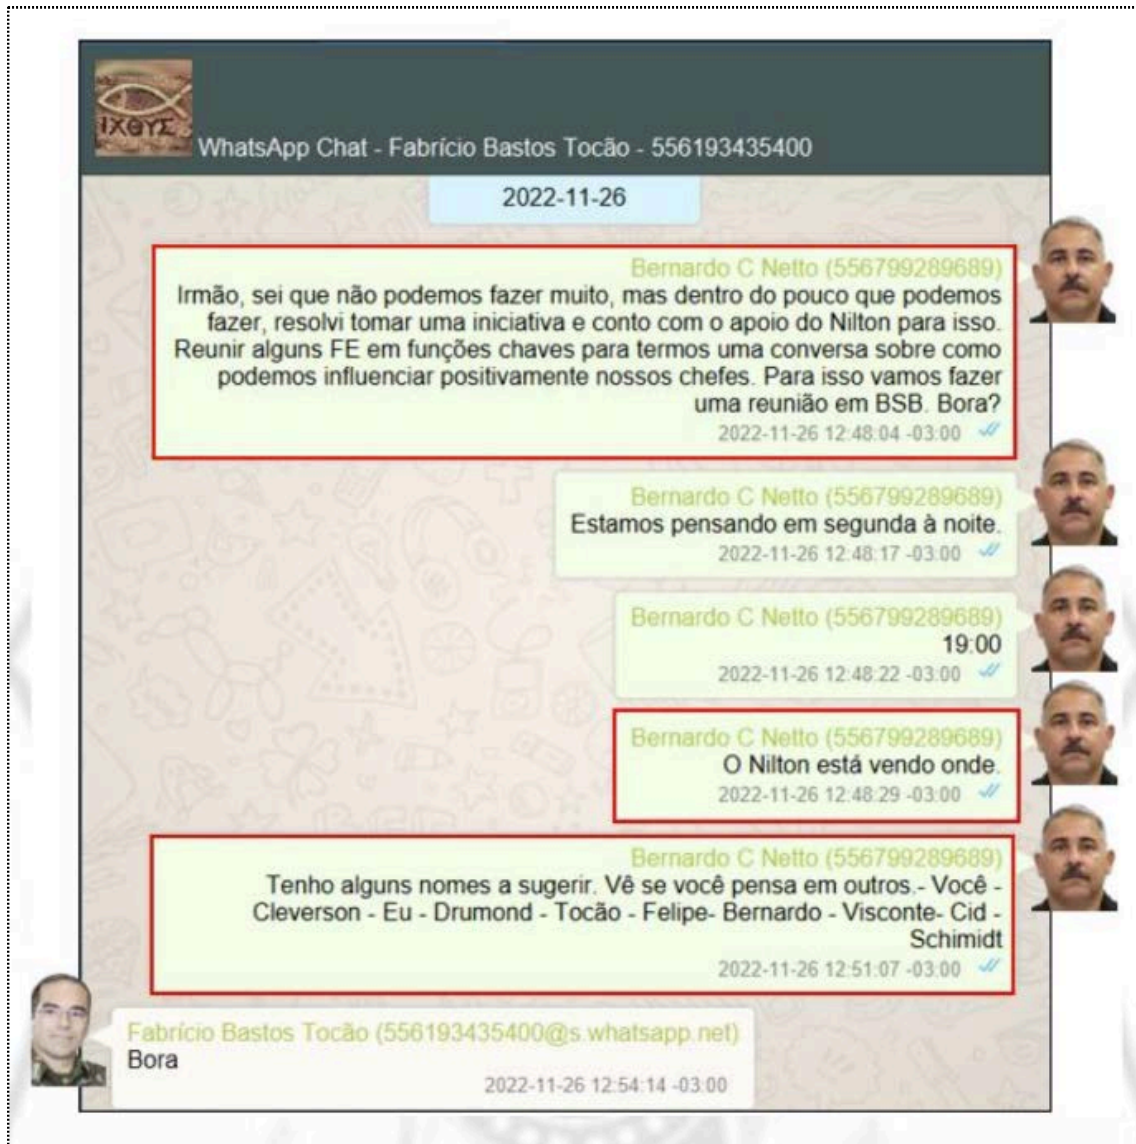 ΙΧΘΥΣ
WhatsApp Chat - Fabrício Bastos Tocão - 556193435400
2022-11-26
Bernardo C Netto (556799289689)
Irmão, sei que não podemos fazer muito, mas dentro do pouco que podemos
fazer, resolvi tomar uma iniciativa e conto com o apoio do Nilton para isso.
Reunir alguns FE em funções chaves para termos uma conversa sobre como
podemos influenciar positivamente nossos chefes. Para isso vamos fazer
uma reunião em BSB. Bora?
2022-11-26 12:48:04 -03:00
Bernardo C Netto (556799289689)
Estamos pensando em segunda à noite.
2022-11-26 12:48:17 -03:00
Bernardo C Netto (556799289689)
19:00
2022-11-26 12:48:22 -03:00
Bernardo C Netto (556799289689)
O Nilton está vendo onde.
2022-11-26 12:48:29 -03:00
Bernardo C Netto (556799289689)
Tenho alguns nomes a sugerir. Vê se você pensa em outros.- Você -
Cleverson - Eu - Drumond - Tocão - Felipe- Bernardo - Visconte- Cid -
Schimidt
2022-11-26 12:51:07 -03:00
Fabrício Bastos Tocão (556193435400@s.whatsapp.net)
Bora
2022-11-26 12:54:14 -03:00